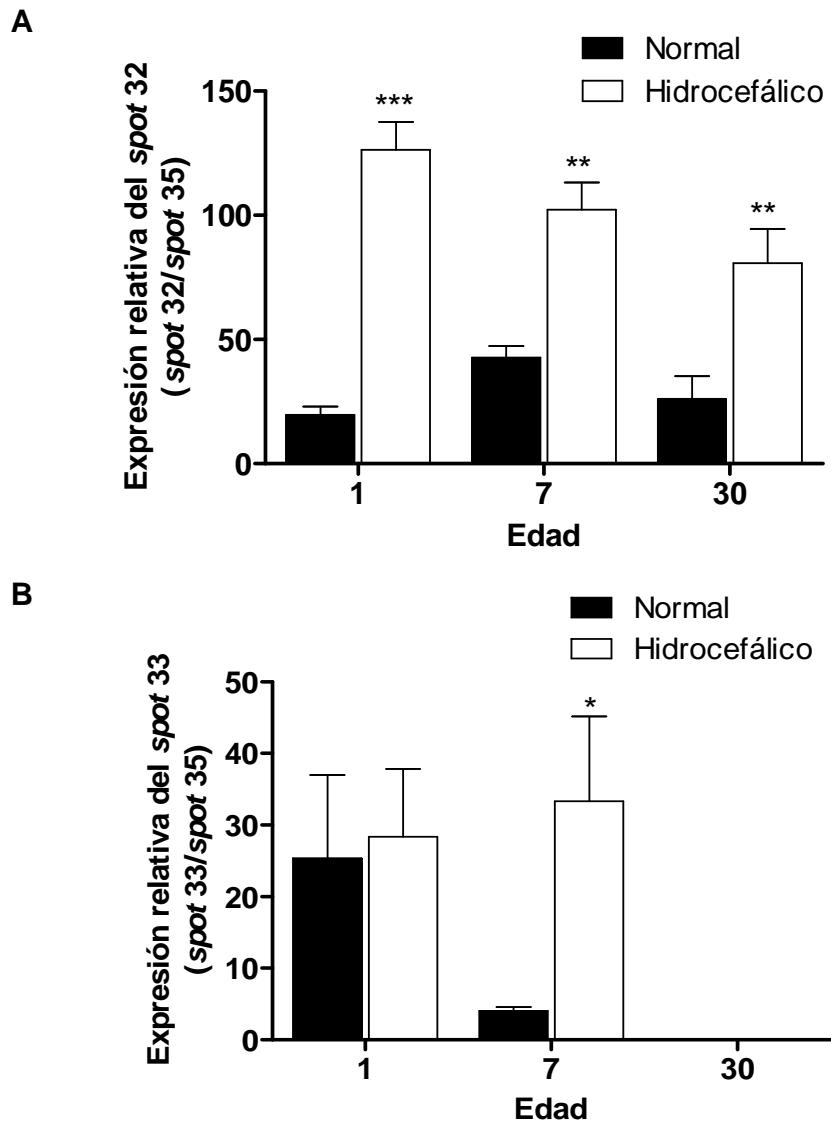 A
Normal
Hidrocefálico
Expresión relativa del spot 32
(spot 32/spot 35)
150
100
50
0
***
**
**
1
7
30
Edad
B
Normal
Hidrocefálico
Expresión relativa del spot 33
(spot 33/spot 35)
50
40
30
20
10
0
*
1
7
30
Edad